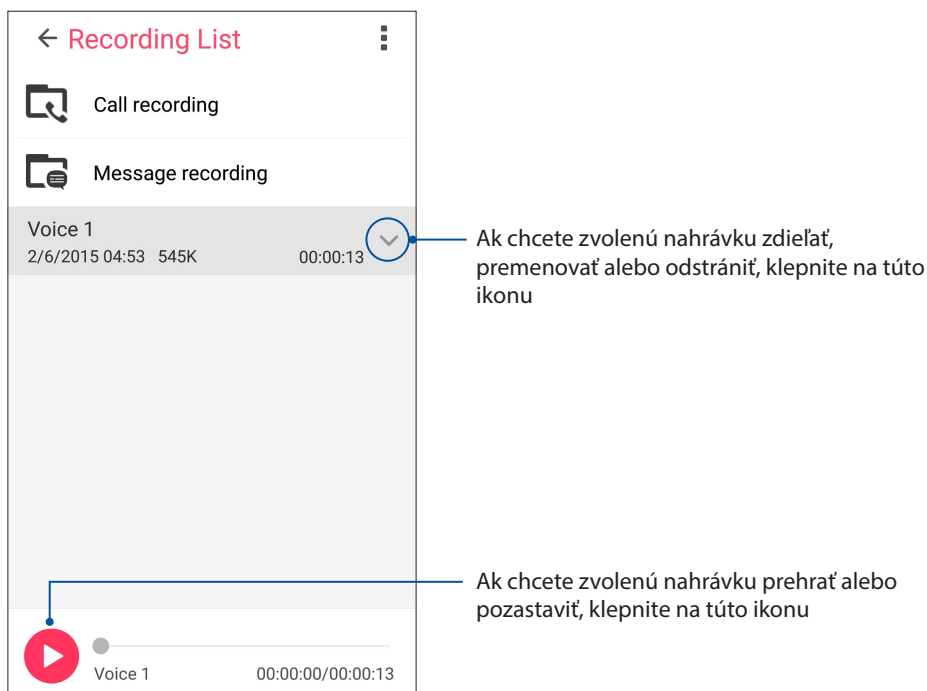 Recording List
Call recording
Message recording
Voice 1
2/6/2015 04:53 545K 00:00:13
Ak chcete zvolenú nahrávku zdieľať,
premenovať alebo odstrániť, klepnite na túto
ikonu
Ak chcete zvolenú nahrávku prehrať alebo
pozastaviť, klepnite na túto ikonu
Voice 1 00:00:00/00:00:13